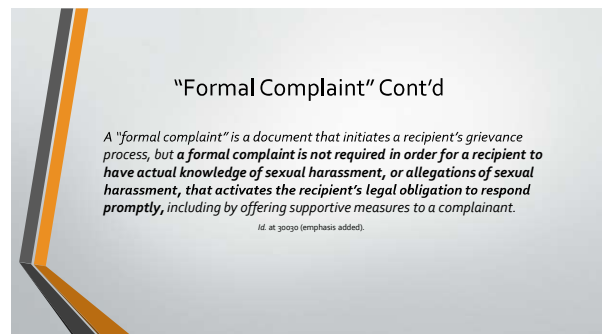 “Formal Complaint” Cont’d
A “formal complaint” is a document that initiates a recipient’s grievance
process, but a formal complaint is not required in order for a recipient to
have actual knowledge of sexual harassment, or allegations of sexual
harassment, that activates the recipient’s legal obligation to respond
promptly, including by offering supportive measures to a complainant.
Id. at 30030 (emphasis added).